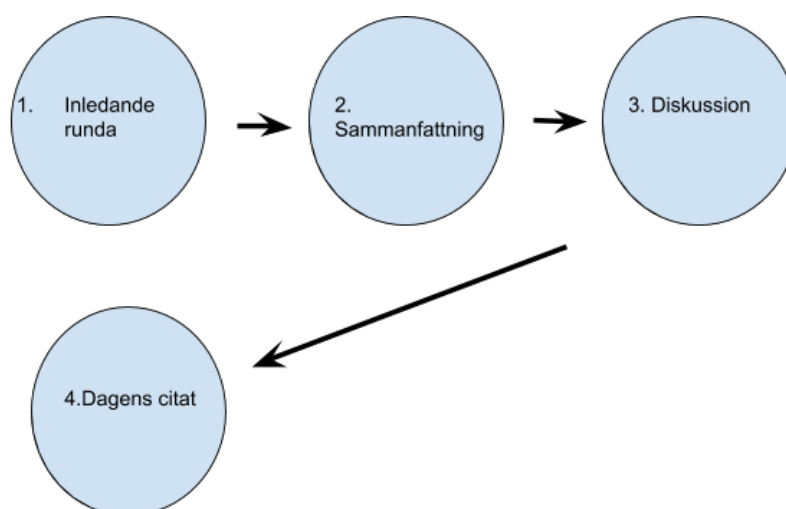 1. Inledande
runda
2.
Sammanfattning
3. Diskussion
4.Dagens citat